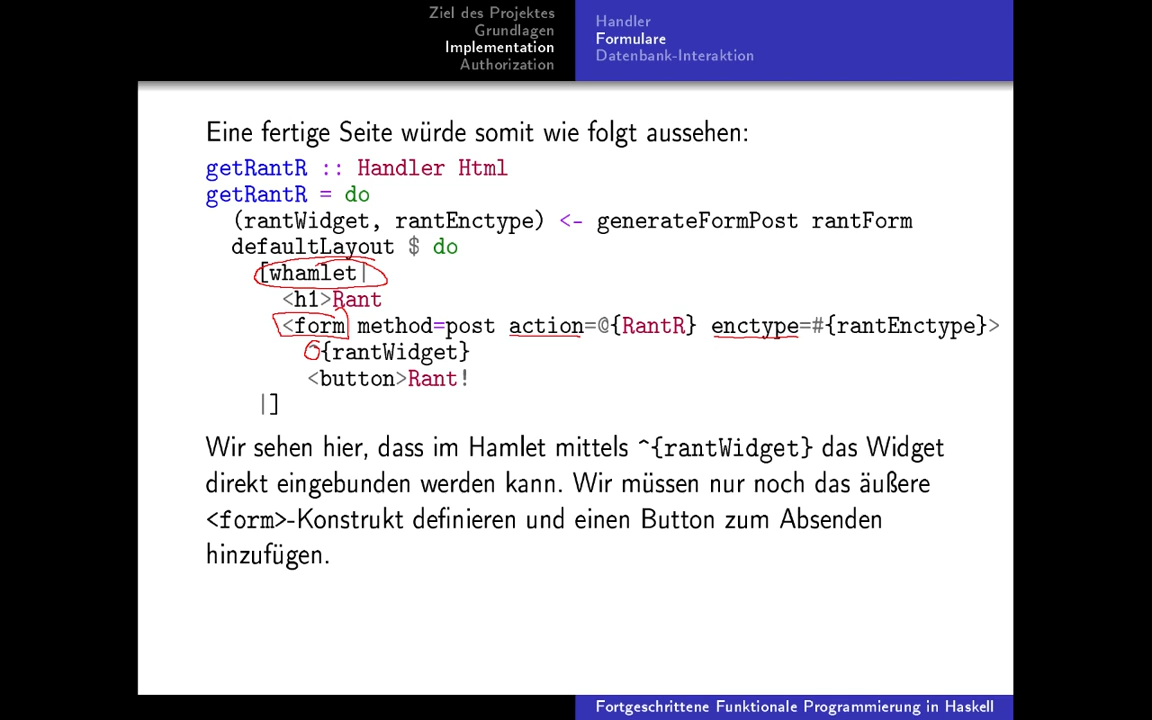 Ziel des Projektes
Grundlagen
Implementation
Authorization
Handler
Formulare
Datenbank-Interaktion
Eine fertige Seite würde somit wie folgt aussehen:
getRantR :: Handler Html
getRantR = do
(rantWidget, rantEnctype) <- generateFormPost rantForm
defaultLayout $ do
[whamlet|
<h1>Rant
<form method=post action=@{RantR} enctype=#{rantEnctype}>
^{rantWidget}
<button>Rant!
|]
Wir sehen hier, dass im Hamlet mittels ^{rantWidget} das Widget
direkt eingebunden werden kann. Wir müssen nur noch das äußere
<form>-Konstrukt definieren und einen Button zum Absenden
hinzufügen.
Fortgeschrittene Funktionale Programmierung in Haskell